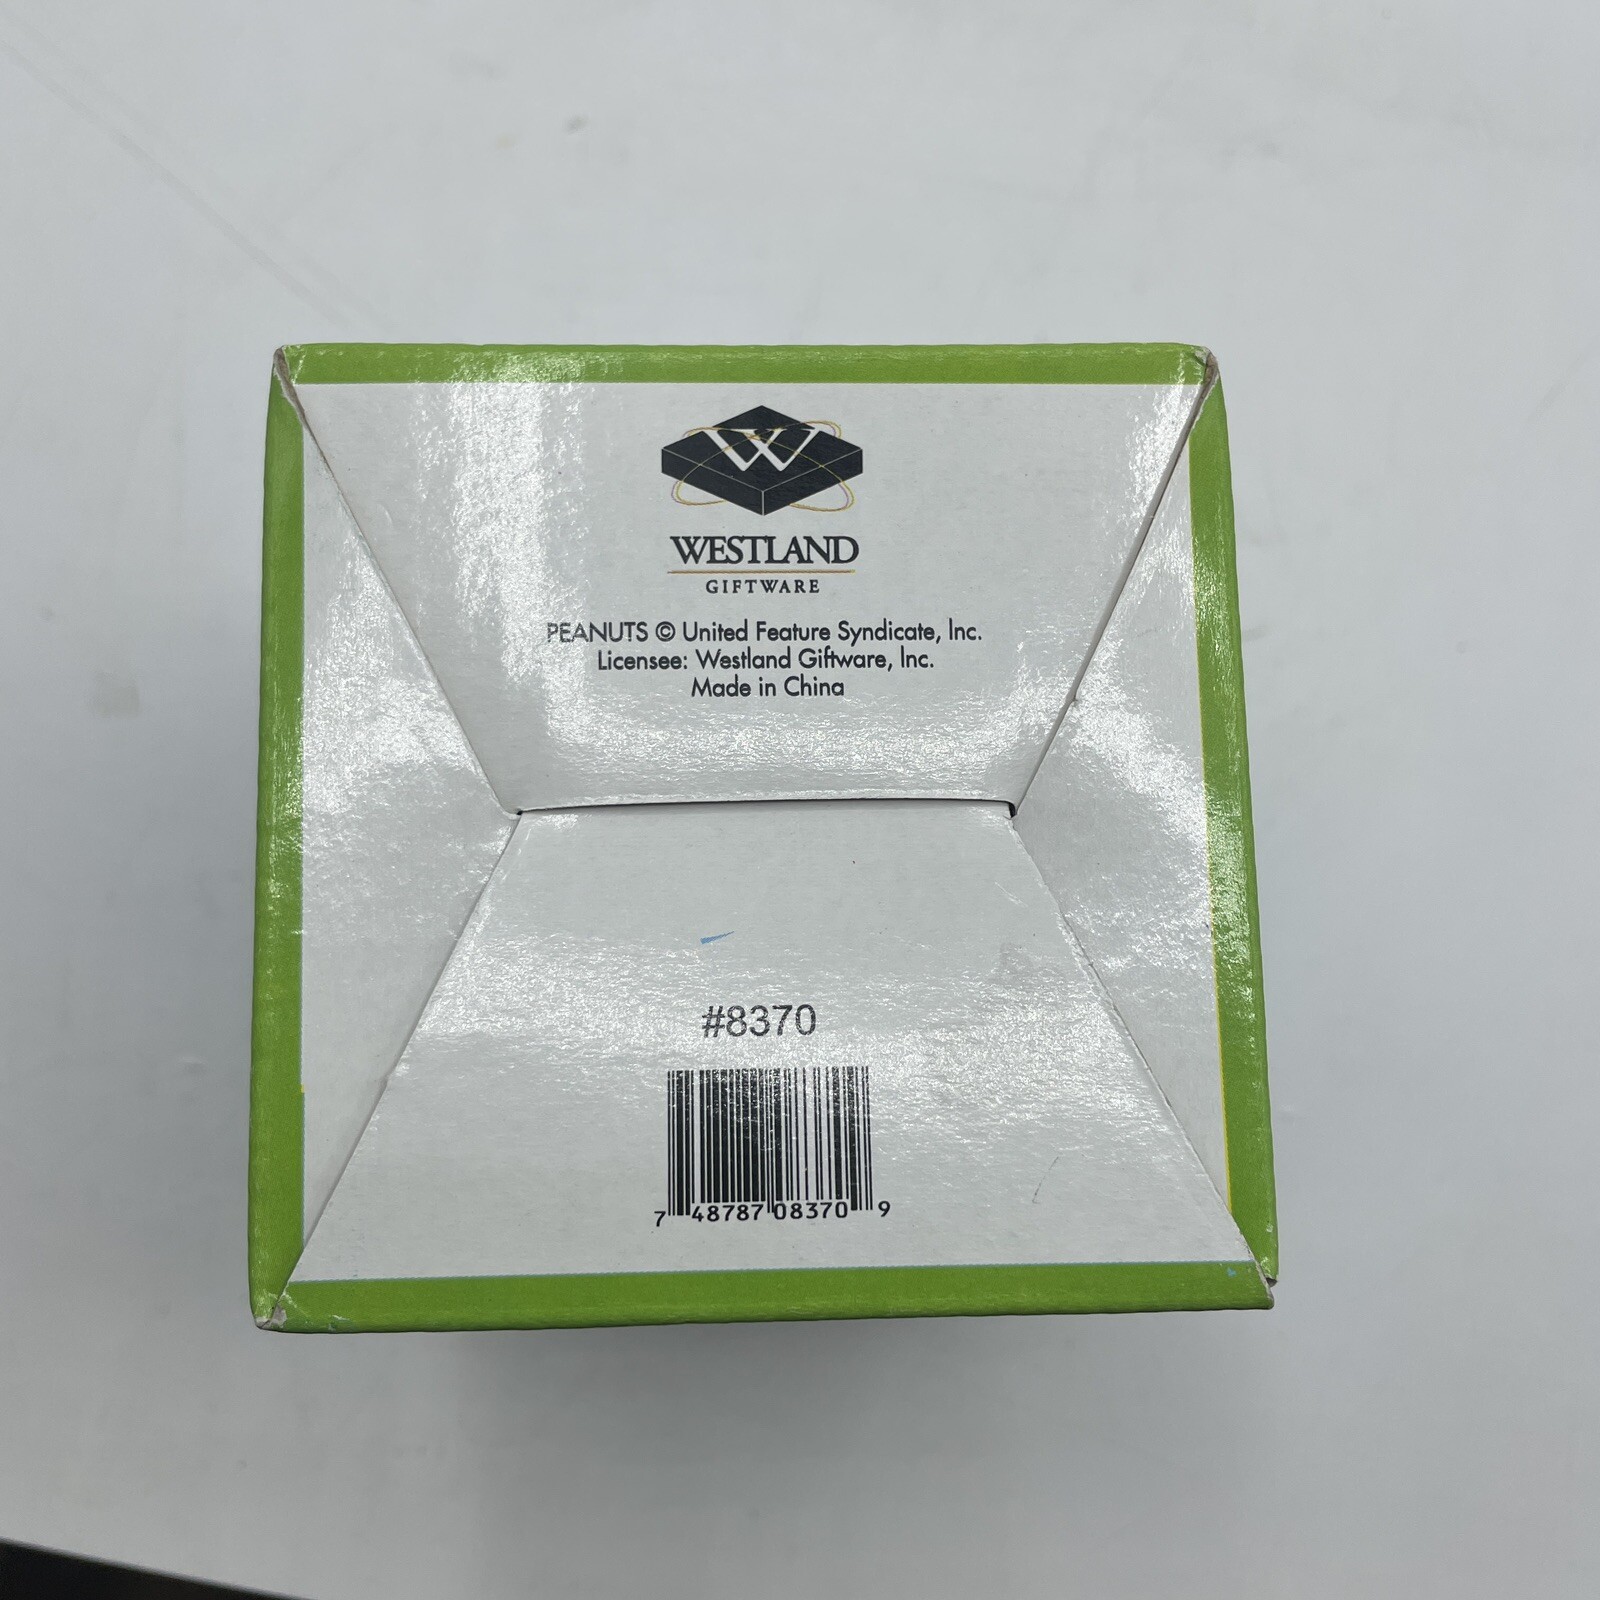 W
WESTLAND
GIFTWARE
PEANUTS © United Feature Syndicate, Inc.
Licensee: Westland Giftware, Inc.
Made in China
#8370
7 48787 08370 9